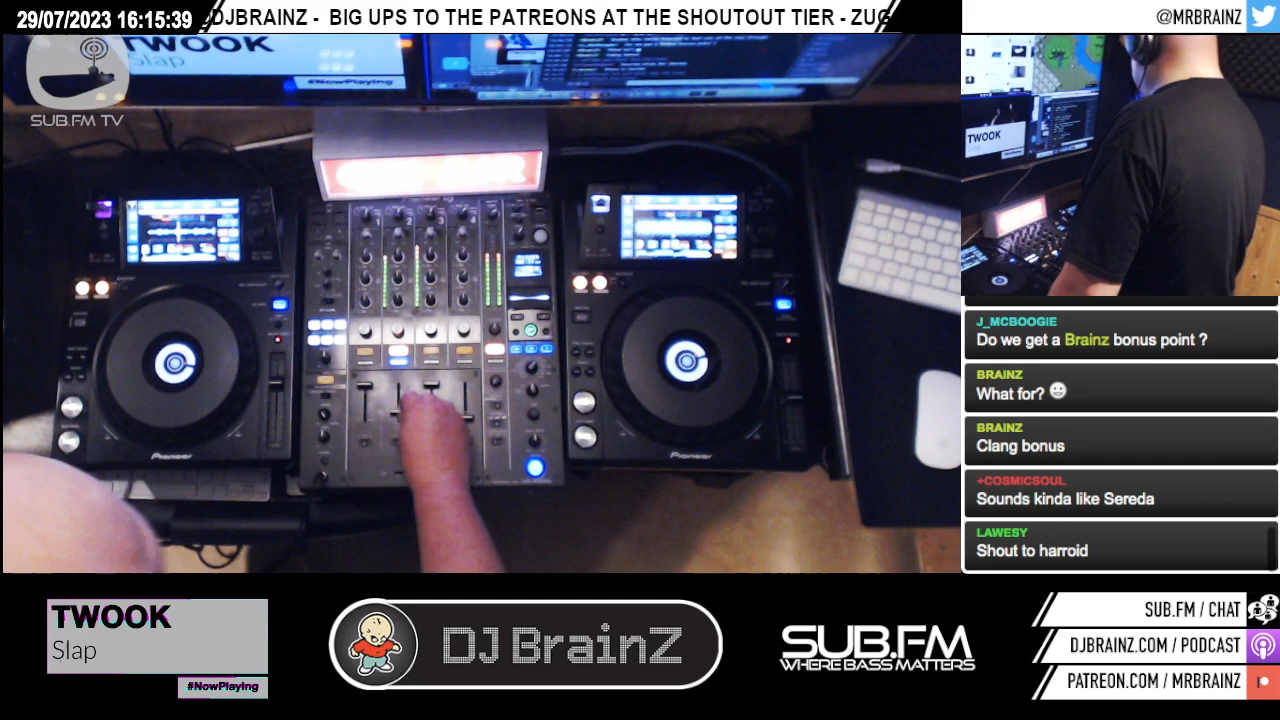 29/07/2023 16:15:39
DJBRAINZ - BIG UPS TO THE PATREONS AT THE SHOUTOUT TIER - ZUG
@MRBRAINZ
TWOOK
Slap
#NowPlaying
SUB.FM TV
TWOOK
Slap
J_MCBOOGIE
Do we get a Brainz bonus point ?
BRAINZ
What for?
BRAINZ
Clang bonus
+COSMICSOUL
Sounds kinda like Sereda
LAWESY
Shout to harroid
Pioneer
Pioneer
TWOOK
Slap
#NowPlaying
DJ BrainZ
SUB.FM
WHERE BASS MATTERS
SUB.FM / CHAT
DJBRAINZ.COM / PODCAST
PATREON.COM / MRBRAINZ